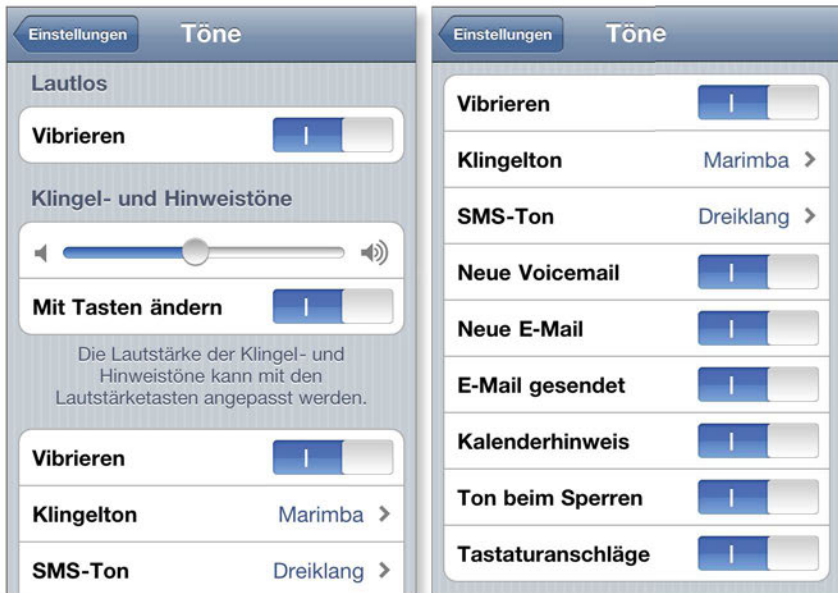 Einstellungen
Töne
Lautlos
Vibrieren
Klingel- und Hinweistöne
Mit Tasten ändern
Die Lautstärke der Klingel- und
Hinweistöne kann mit den
Lautstärketasten angepasst werden.
Vibrieren
Klingelton Marimba
SMS-Ton Dreiklang
Einstellungen
Töne
Vibrieren
Klingelton Marimba
SMS-Ton Dreiklang
Neue Voicemail
Neue E-Mail
E-Mail gesendet
Kalenderhinweis
Ton beim Sperren
Tastaturanschläge